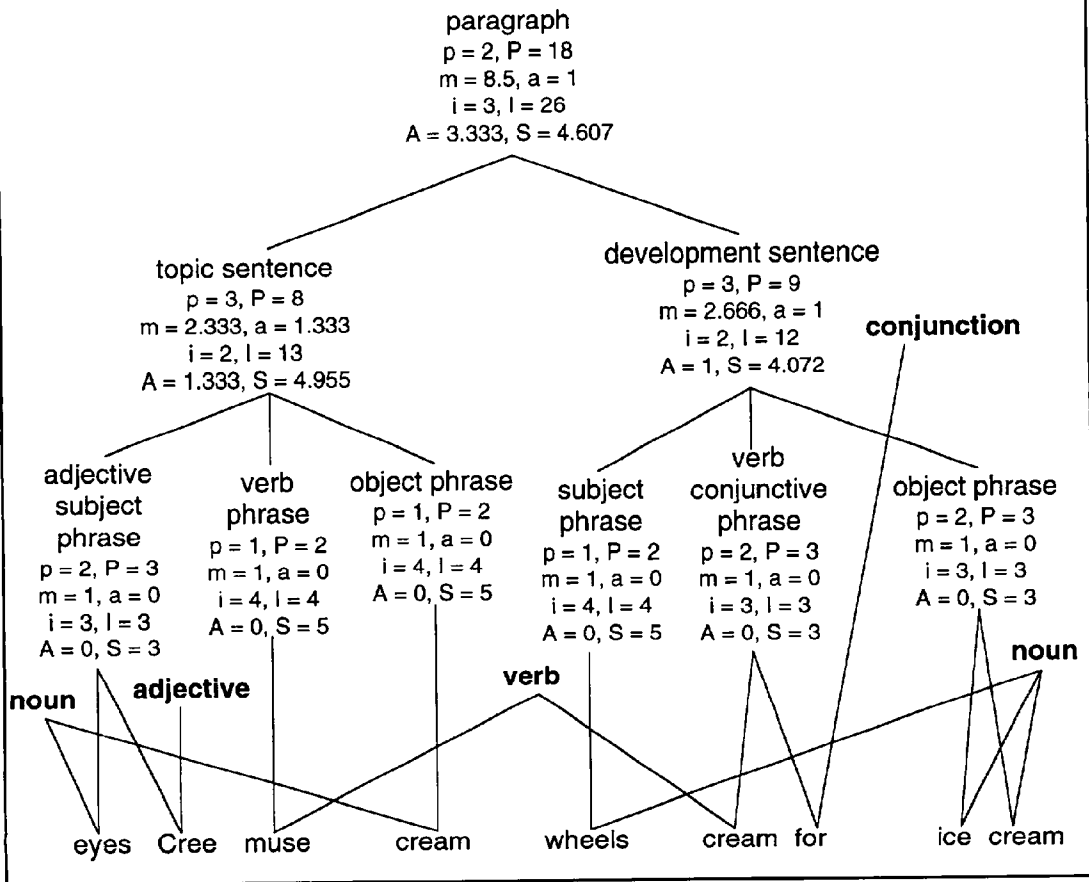 paragraph
p = 2, P = 18
m = 8.5, a = 1
i = 3, I = 26
A = 3.333, S = 4.607
topic sentence
p = 3, P = 8
m = 2.333, a = 1.333
i = 2, I = 13
A = 1.333, S = 4.955
development sentence
p = 3, P = 9
m = 2.666, a = 1
i = 2, I = 12
A = 1, S = 4.072
conjunction
adjective
subject
phrase
p = 2, P = 3
m = 1, a = 0
i = 3, I = 3
A = 0, S = 3
verb
phrase
p = 1, P = 2
m = 1, a = 0
i = 4, I = 4
A = 0, S = 5
object phrase
p = 1, P = 2
m = 1, a = 0
i = 4, I = 4
A = 0, S = 5
subject
phrase
p = 1, P = 2
m = 1, a = 0
i = 4, I = 4
A = 0, S = 5
verb
conjunctive
phrase
p = 2, P = 3
m = 1, a = 0
i = 3, I = 3
A = 0, S = 3
object phrase
p = 2, P = 3
m = 1, a = 0
i = 3, I = 3
A = 0, S = 3
noun
adjective
verb
noun
eyes Cree muse cream wheels cream for ice cream